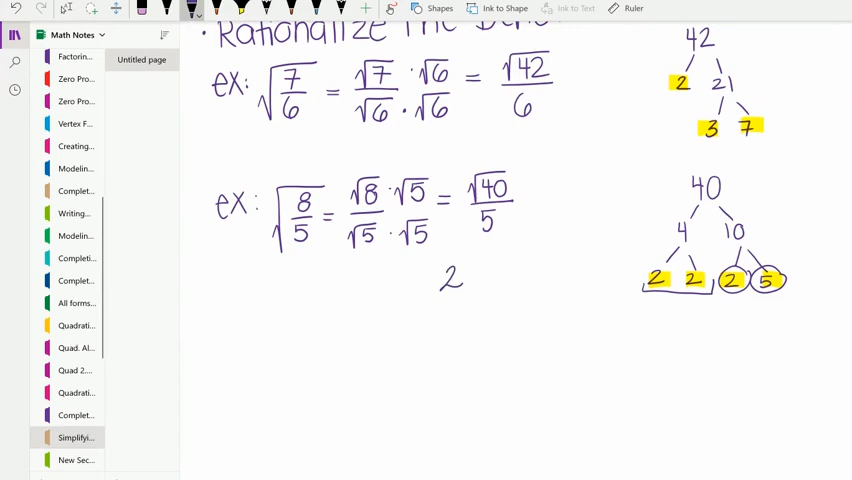 Shapes
Ink to Shape
Ink to Text
Math
Ruler
Math Notes
Factorin...
Zero Pro...
Zero Pro...
Vertex F...
Creating...
Modelin...
Complet...
Writing...
Modelin...
Completi...
Complet...
All forms...
Quadrati...
Quad. Al...
Quad 2....
Quadrati...
Complet...
Simplifyi...
New Sec...
Untitled page
• Rationalize The Deno
ex: √(7/6) = √7/√6 · √6/√6 = √42/6
ex: √(8/5) = √8/√5 · √5/√5 = √40/5
2
42
2 21
3 7
40
4 10
2 2 2 5